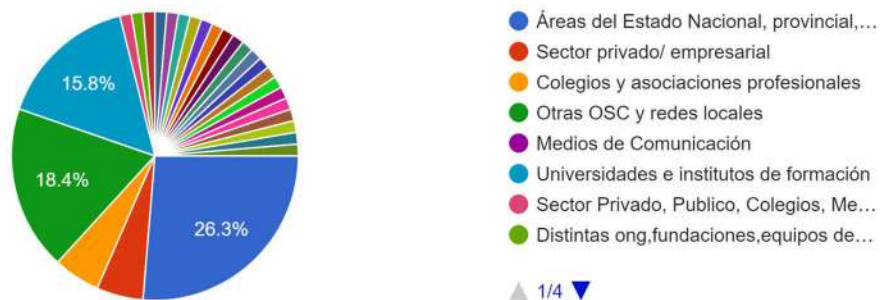 15.8%
18.4%
26.3%
Áreas del Estado Nacional, provincial,…
Sector privado/ empresarial
Colegios y asociaciones profesionales
Otras OSC y redes locales
Medios de Comunicación
Universidades e institutos de formación
Sector Privado, Publico, Colegios, Me…
Distintas ong,fundaciones,equipos de…
1/4